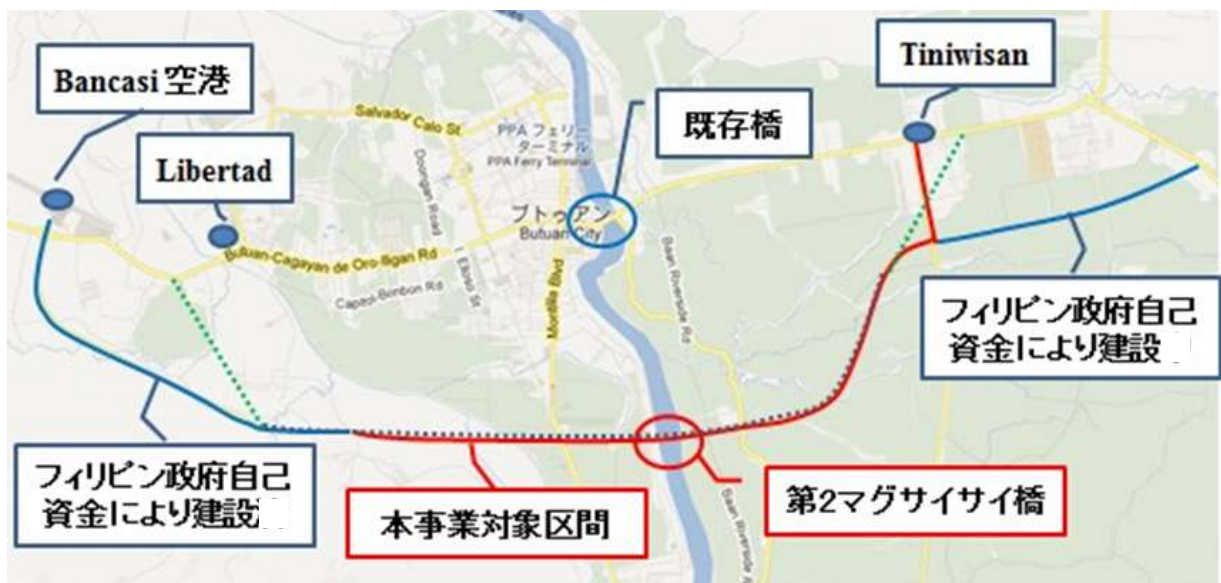 Bancasi 空港
Libertad
Salvador Calo St.
Doongan Road
PPA フェリー
ターミナル
PPA Ferry Terminal
既存橋
Tiniwisan
ブトゥアン
Butuan City
Butuan-Cagayan de Oro-Iligan Rd
Montilla Blvd
Baan Riverside Rd
フィリピン政府自己
資金により建設
フィリピン政府自己
資金により建設
本事業対象区間
第2マグサイサイ橋